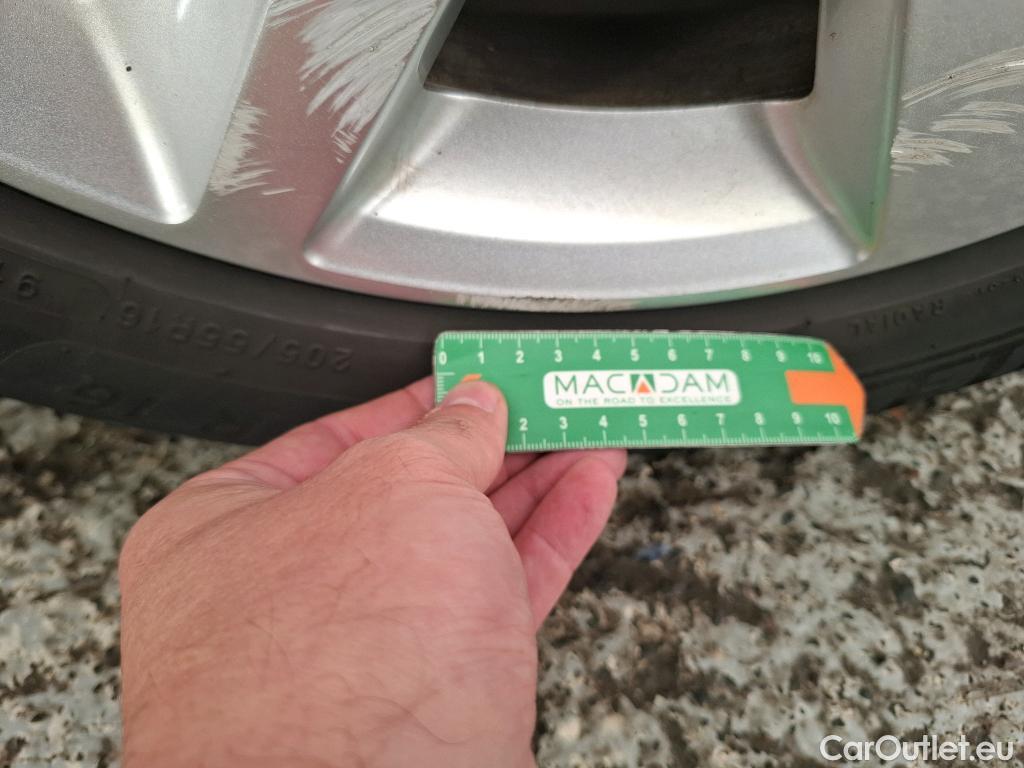 205/55R16 91
RADIAL
0 1 2 3 4 5 6 7 8 9 10
MACADAM
ON THE ROAD TO EXCELLENCE
2 3 4 5 6 7 8 9 10
CarOutlet.eu